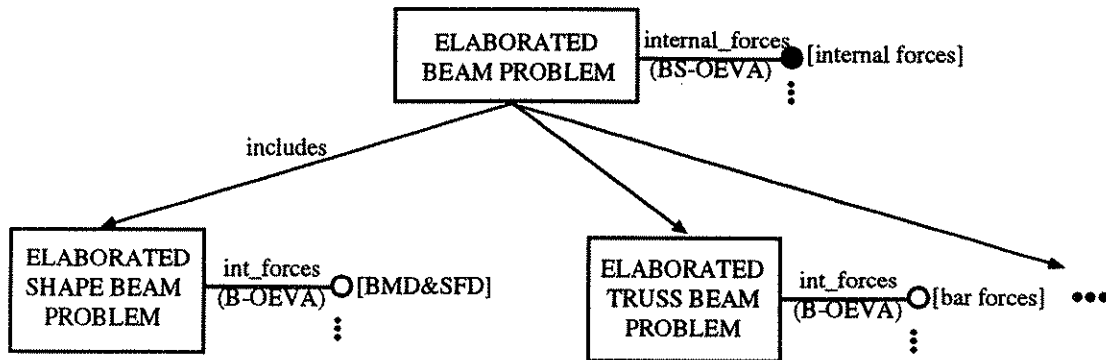 ELABORATED
BEAM PROBLEM
internal_forces
(BS-OEVA)
[internal forces]
includes
ELABORATED
SHAPE BEAM
PROBLEM
int_forces
(B-OEVA)
[BMD&SFD]
ELABORATED
TRUSS BEAM
PROBLEM
int_forces
(B-OEVA)
[bar forces]